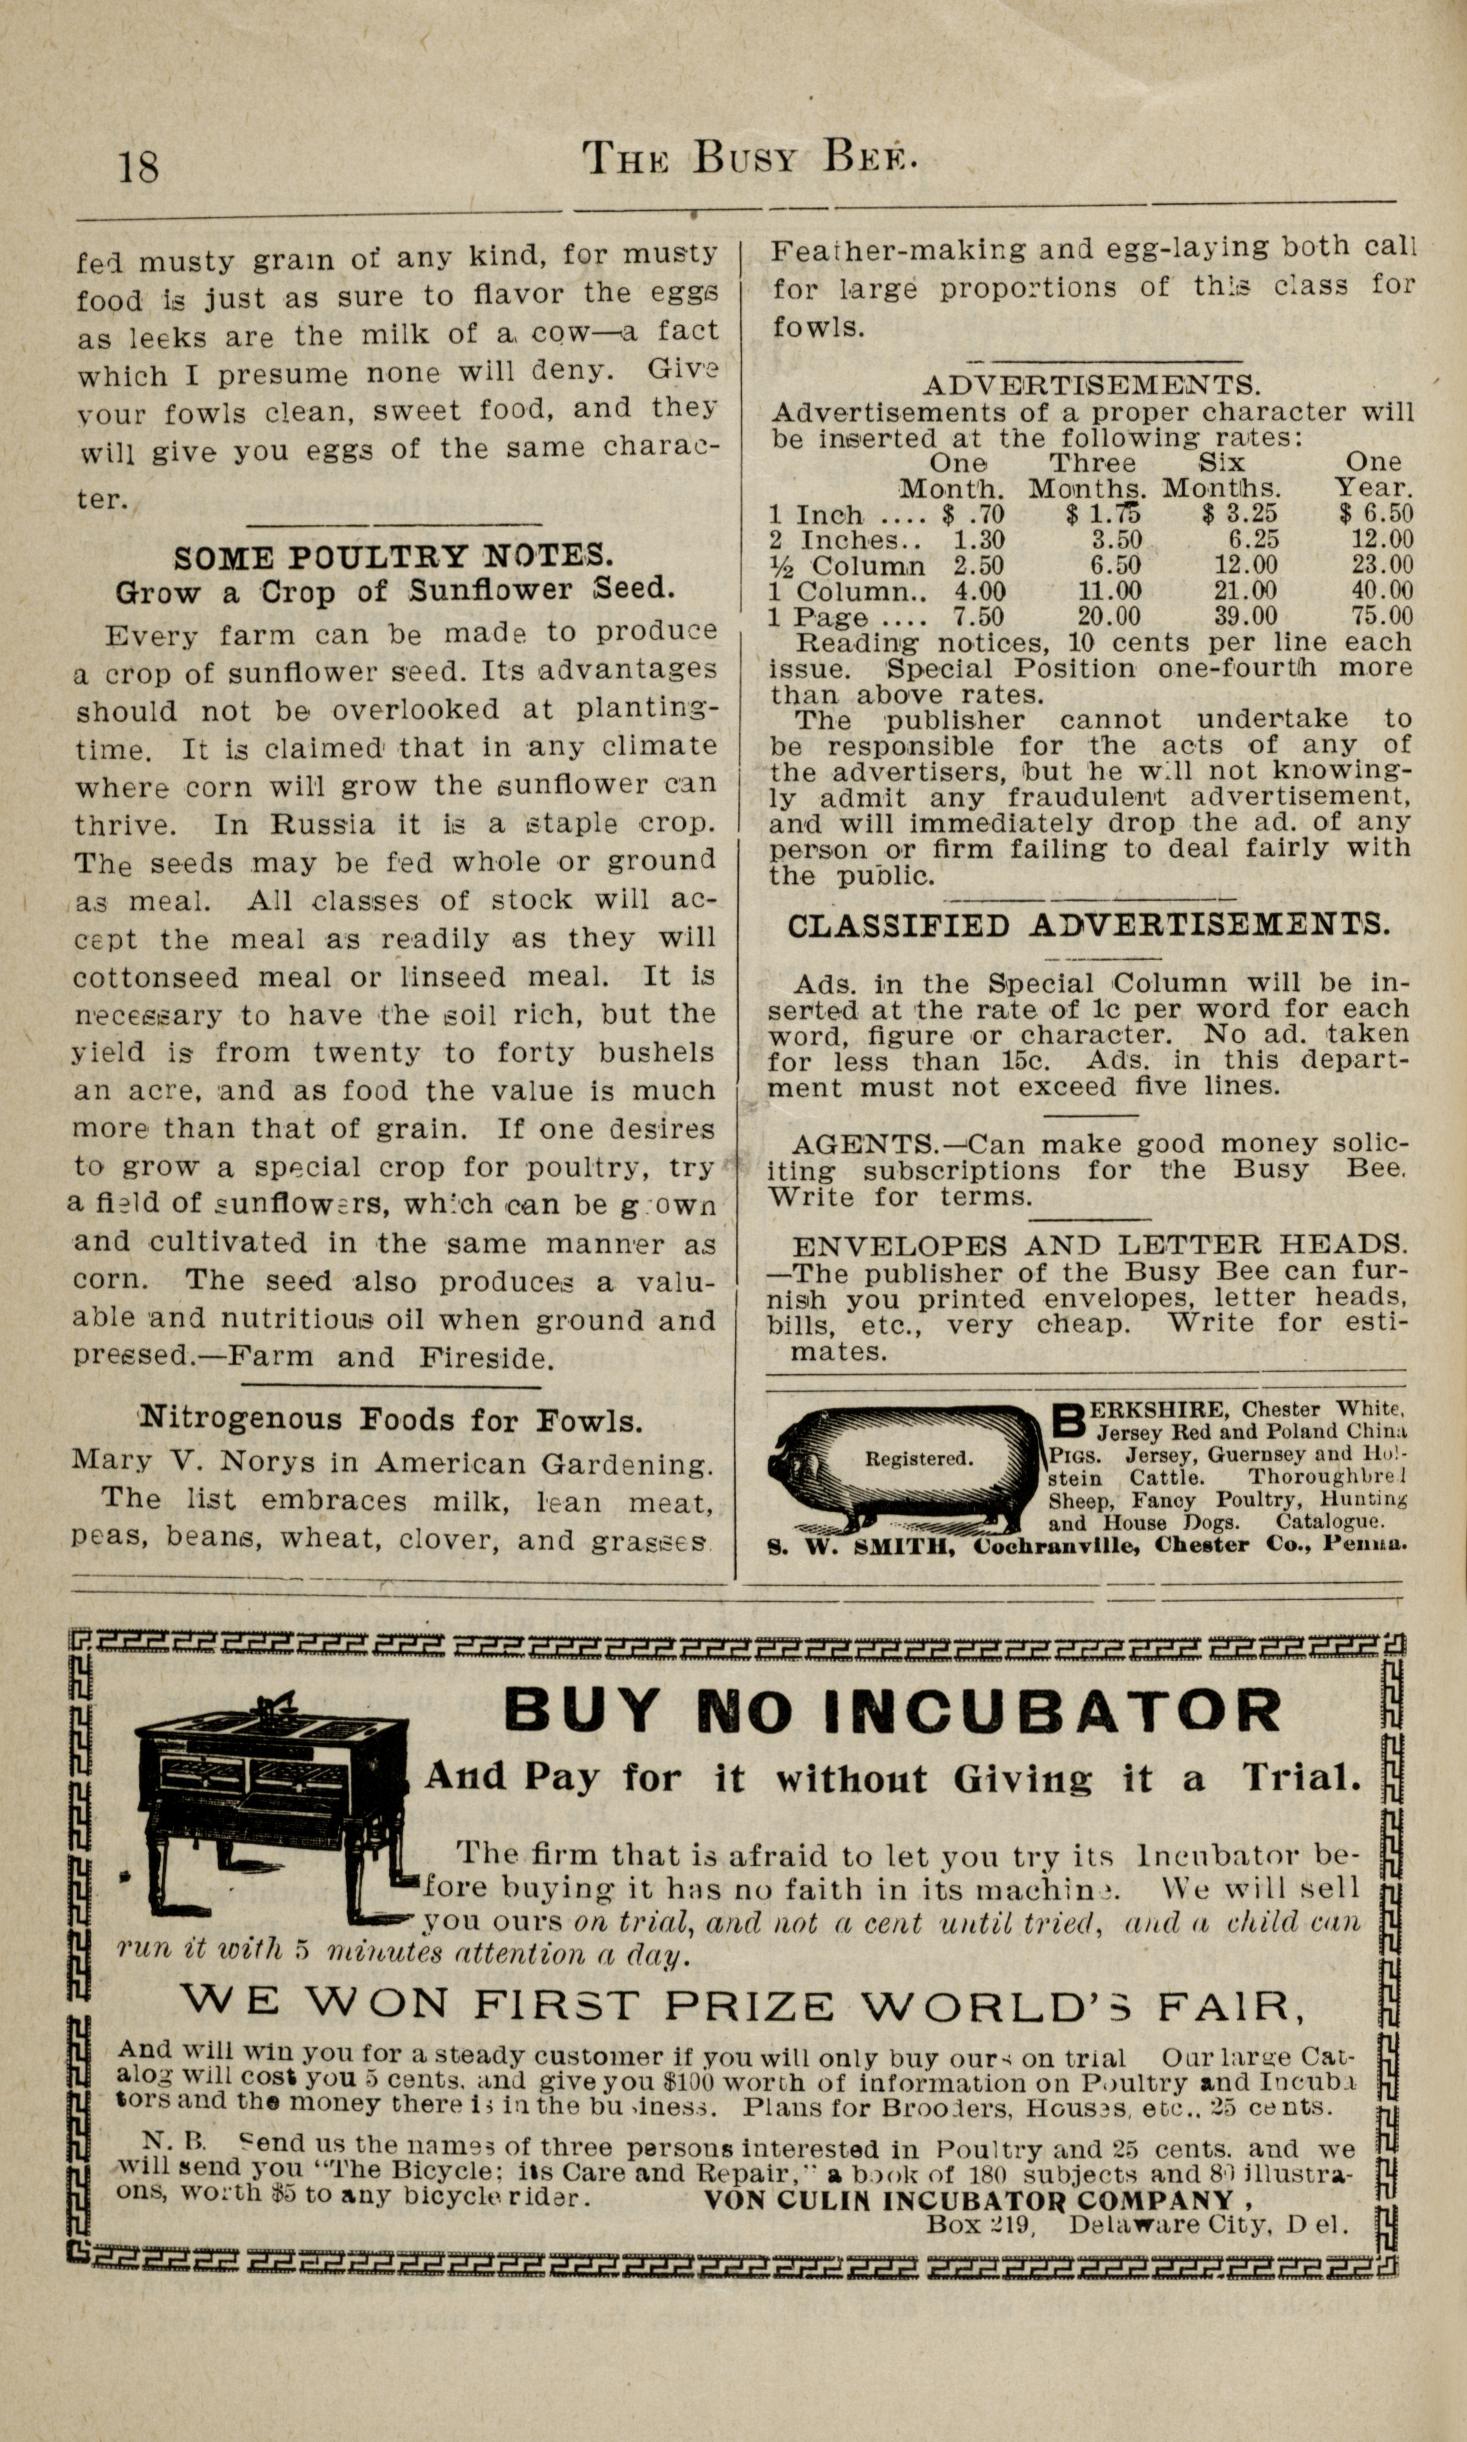 18
THE BUSY BEE.
fed musty grain of any kind, for musty
food is just as sure to flavor the eggs
as leeks are the milk of a cow—a fact
which I presume none will deny. Give
your fowls clean, sweet food, and they
will give you eggs of the same charac-
ter.
SOME POULTRY NOTES.
Grow a Crop of Sunflower Seed.
Every farm can be made to produce
a crop of sunflower seed. Its advantages
should not be overlooked at planting-
time. It is claimed that in any climate
where corn will grow the sunflower can
thrive. In Russia it is a staple crop.
The seeds may be fed whole or ground
as meal. All classes of stock will ac-
cept the meal as readily as they will
cottonseed meal or linseed meal. It is
necessary to have the soil rich, but the
yield is from twenty to forty bushels
an acre, and as food the value is much
more than that of grain. If one desires
to grow a special crop for poultry, try
a field of sunflowers, which can be grown
and cultivated in the same manner as
corn. The seed also produces a valu-
able and nutritious oil when ground and
pressed.—Farm and Fireside.
Nitrogenous Foods for Fowls.
Mary V. Norys in American Gardening.
The list embraces milk, lean meat,
peas, beans, wheat, clover, and grasses.
Feather-making and egg-laying both call
for large proportions of this class for
fowls.
ADVERTISEMENTS.
Advertisements of a proper character will
be inserted at the following rates:
One Three Six One
Month. Months. Months. Year.
1 Inch .... $ .70 $ 1.75 $ 3.25 $ 6.50
2 Inches.. 1.30 3.50 6.25 12.00
½ Column 2.50 6.50 12.00 23.00
1 Column.. 4.00 11.00 21.00 40.00
1 Page .... 7.50 20.00 39.00 75.00
Reading notices, 10 cents per line each
issue. Special Position one-fourth more
than above rates.
The publisher cannot undertake to
be responsible for the acts of any of
the advertisers, but he will not knowing-
ly admit any fraudulent advertisement,
and will immediately drop the ad. of any
person or firm failing to deal fairly with
the public.
CLASSIFIED ADVERTISEMENTS.
Ads. in the Special Column will be in-
serted at the rate of 1c per word for each
word, figure or character. No ad. taken
for less than 15c. Ads. in this depart-
ment must not exceed five lines.
AGENTS.—Can make good money solic-
iting subscriptions for the Busy Bee.
Write for terms.
ENVELOPES AND LETTER HEADS.
—The publisher of the Busy Bee can fur-
nish you printed envelopes, letter heads,
bills, etc., very cheap. Write for esti-
mates.
Registered.
BERKSHIRE, Chester White,
Jersey Red and Poland China
PIGS. Jersey, Guernsey and Hol-
stein Cattle. Thoroughbred
Sheep, Fancy Poultry, Hunting
and House Dogs. Catalogue.
S. W. SMITH, Cochranville, Chester Co., Penna.
BUY NO INCUBATOR
And Pay for it without Giving it a Trial.
The firm that is afraid to let you try its Incubator be-
fore buying it has no faith in its machine. We will sell
you ours on trial, and not a cent until tried, and a child can
run it with 5 minutes attention a day.
WE WON FIRST PRIZE WORLD'S FAIR,
And will win you for a steady customer if you will only buy ours on trial Our large Cat-
alog will cost you 5 cents. and give you $100 worth of information on Poultry and Incuba
tors and the money there is in the business. Plans for Brooders, Houses, etc.. 25 cents.
N. B. Send us the names of three persons interested in Poultry and 25 cents. and we
will send you "The Bicycle; its Care and Repair," a book of 180 subjects and 80 illustra-
ons, worth $5 to any bicycle rider. VON CULIN INCUBATOR COMPANY,
Box 219, Delaware City, Del.